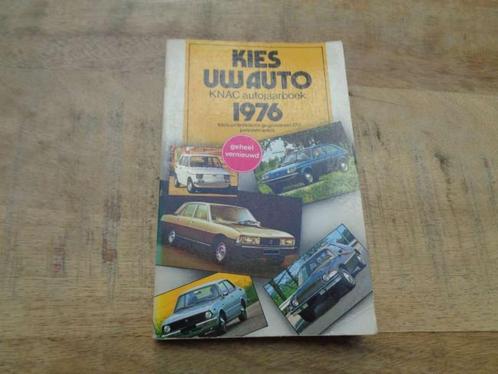 KIES
UW AUTO
KNAC autojaarboek
1976
geheel
vernieuwd